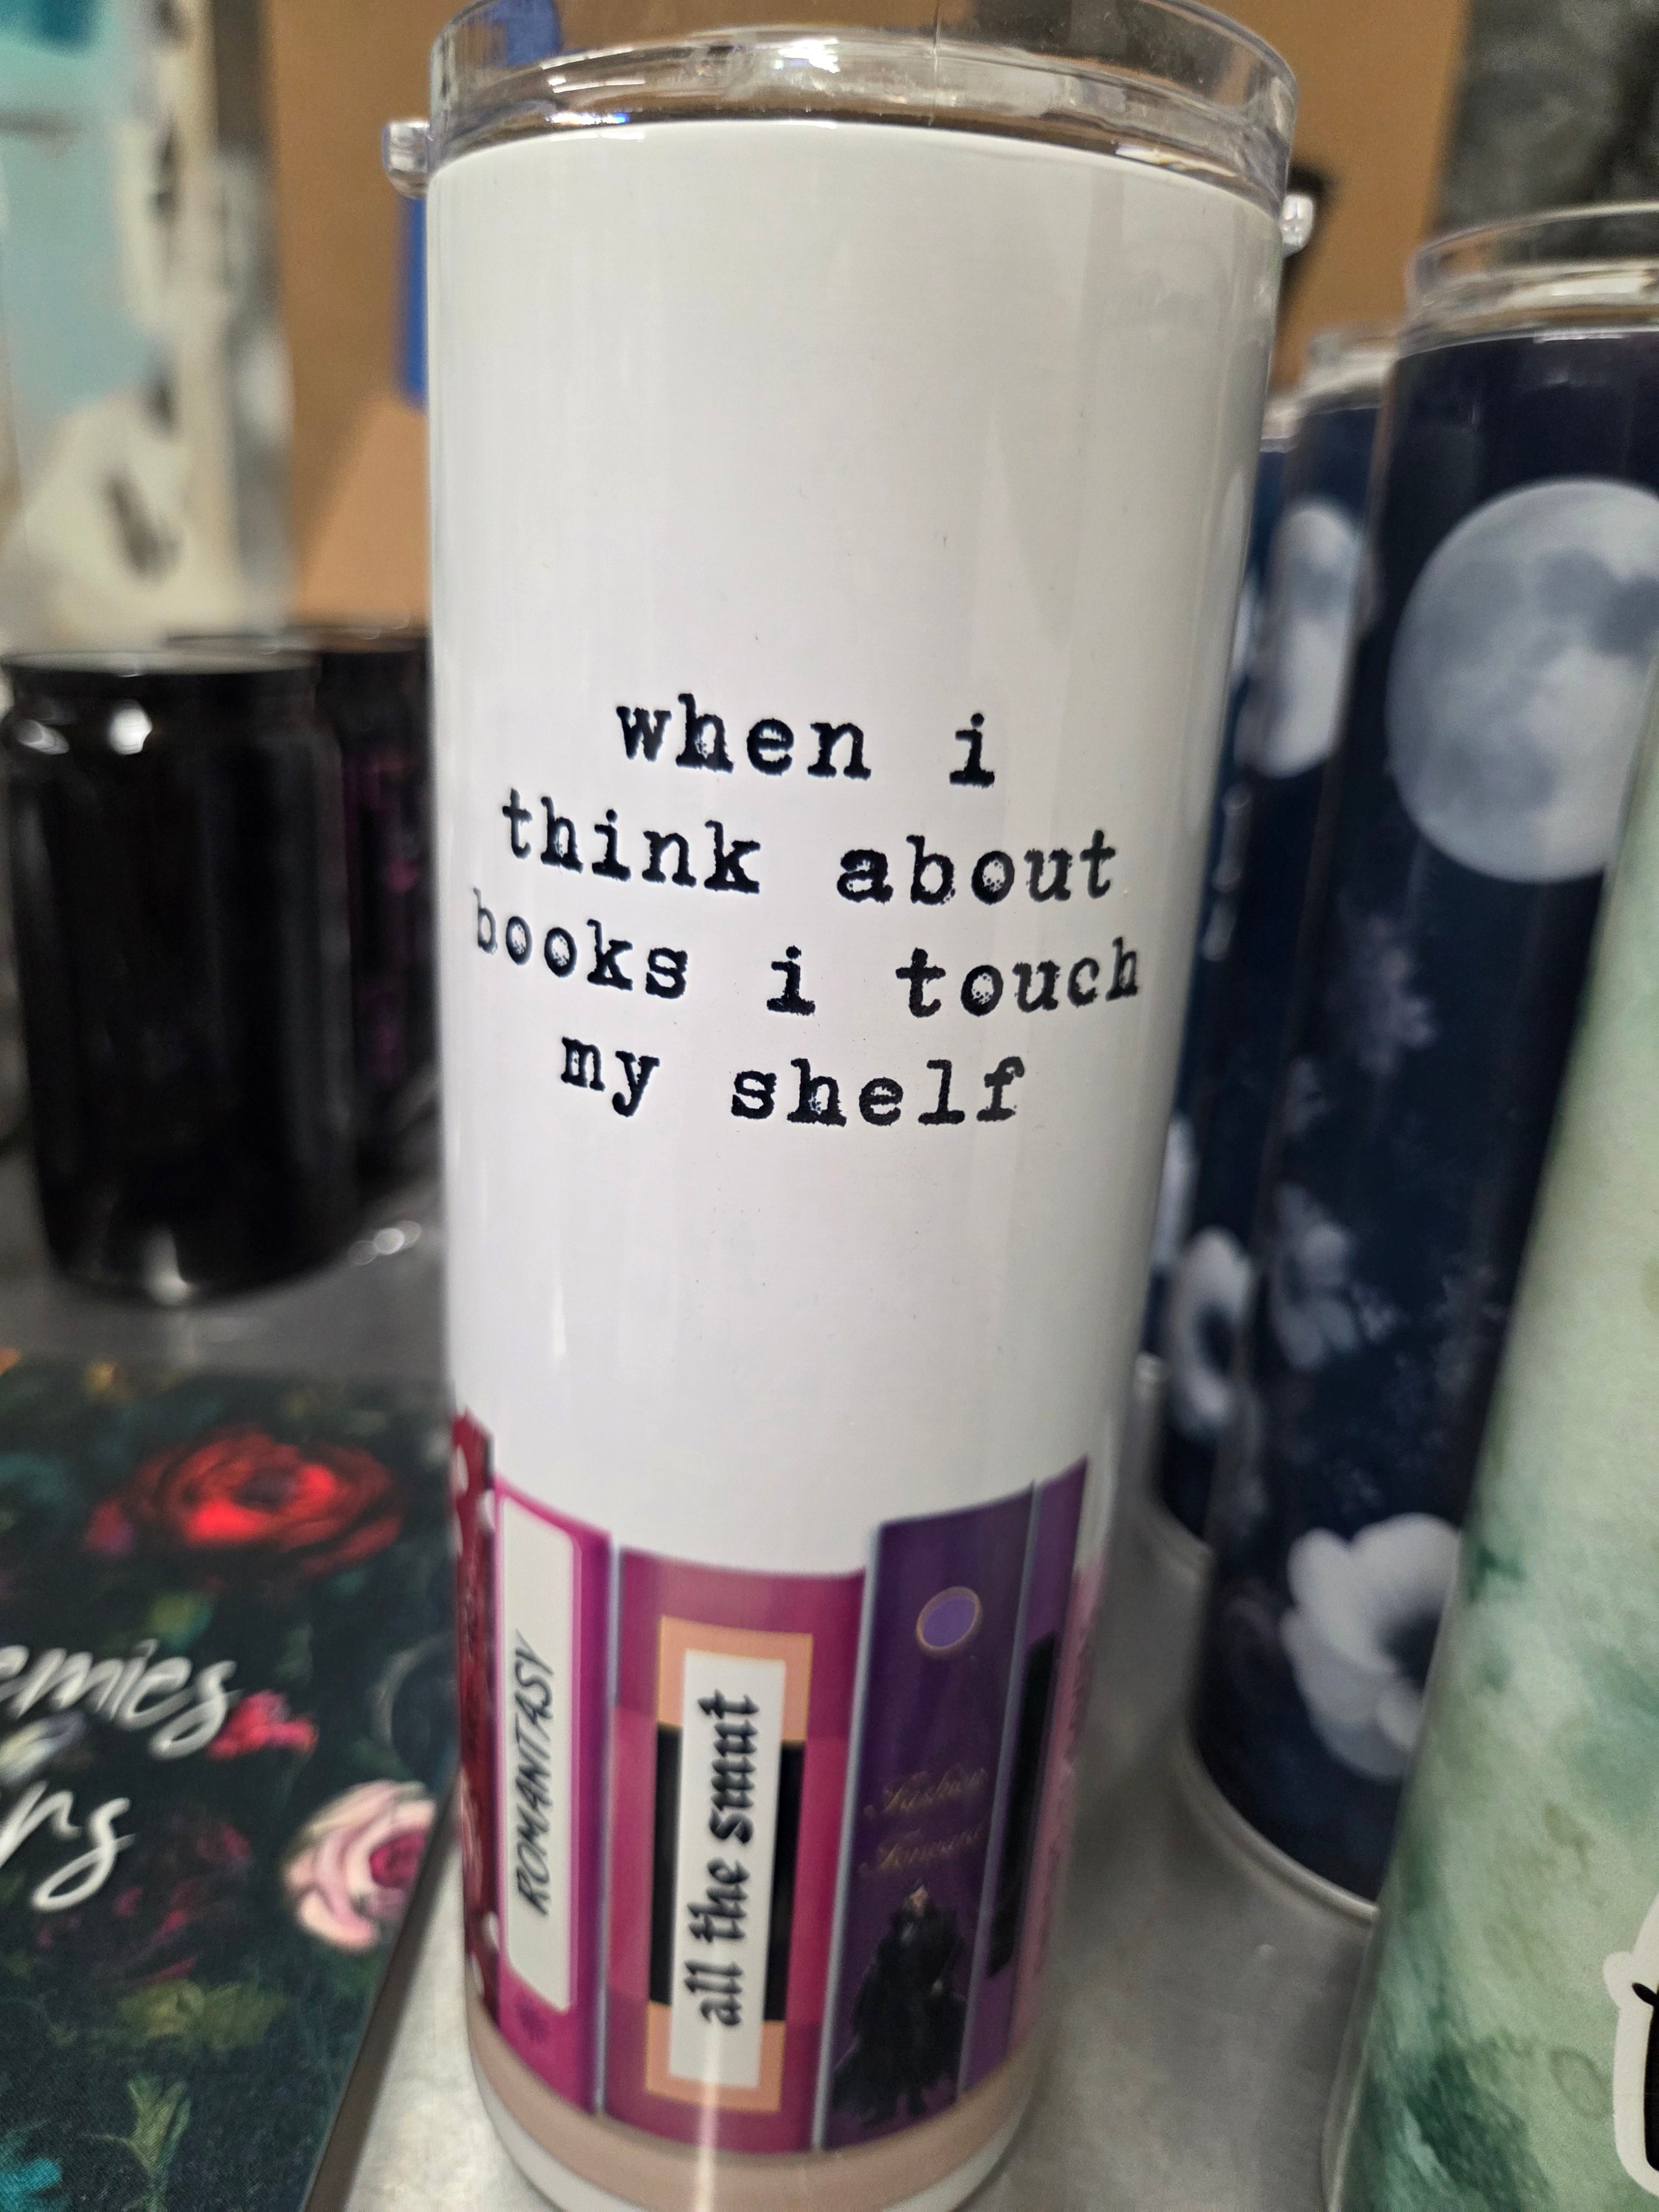 when i
think about
books i touch
my shelf
ROMANTASY
all the smut